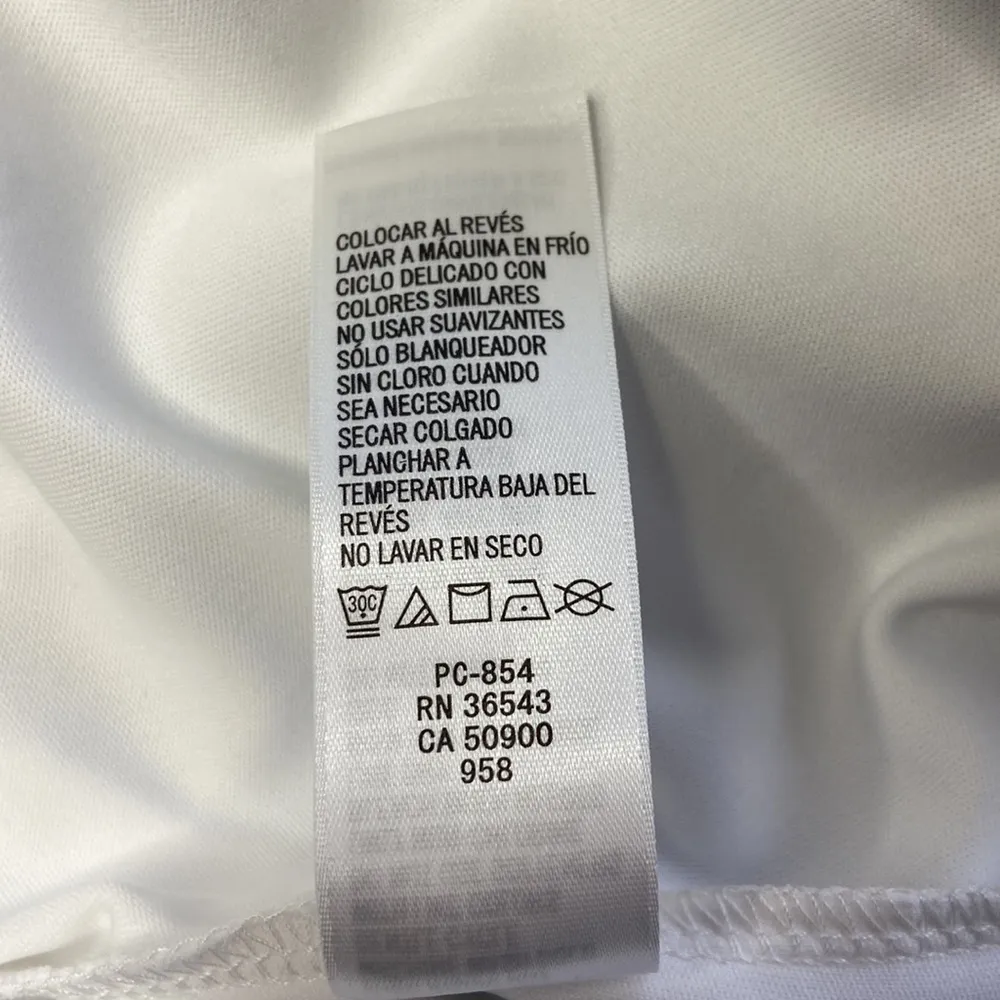 COLOCAR AL REVÉS
LAVAR A MÁQUINA EN FRÍO
CICLO DELICADO CON
COLORES SIMILARES
NO USAR SUAVIZANTES
SÓLO BLANQUEADOR
SIN CLORO CUANDO
SEA NECESARIO
SECAR COLGADO
PLANCHAR A
TEMPERATURA BAJA DEL
REVÉS
NO LAVAR EN SECO
30C
PC-854
RN 36543
CA 50900
958